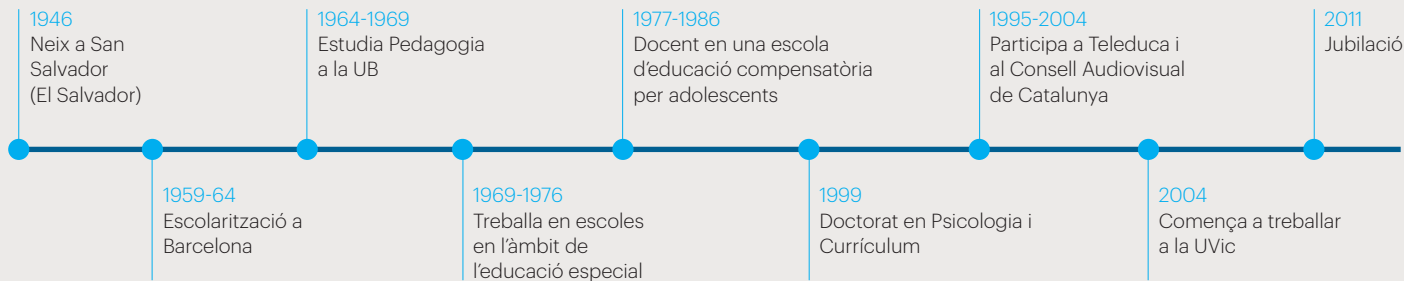 1946
Neix a San
Salvador
(El Salvador)
1959-64
Escolarització a
Barcelona
1964-1969
Estudia Pedagogia
a la UB
1969-1976
Treballa en escoles
en l'àmbit de
l'educació especial
1977-1986
Docent en una escola
d'educació compensatòria
per adolescents
1999
Doctorat en Psicologia i
Currículum
1995-2004
Participa a Teleduca i
al Consell Audiovisual
de Catalunya
2004
Comença a treballar
a la UVic
2011
Jubilació